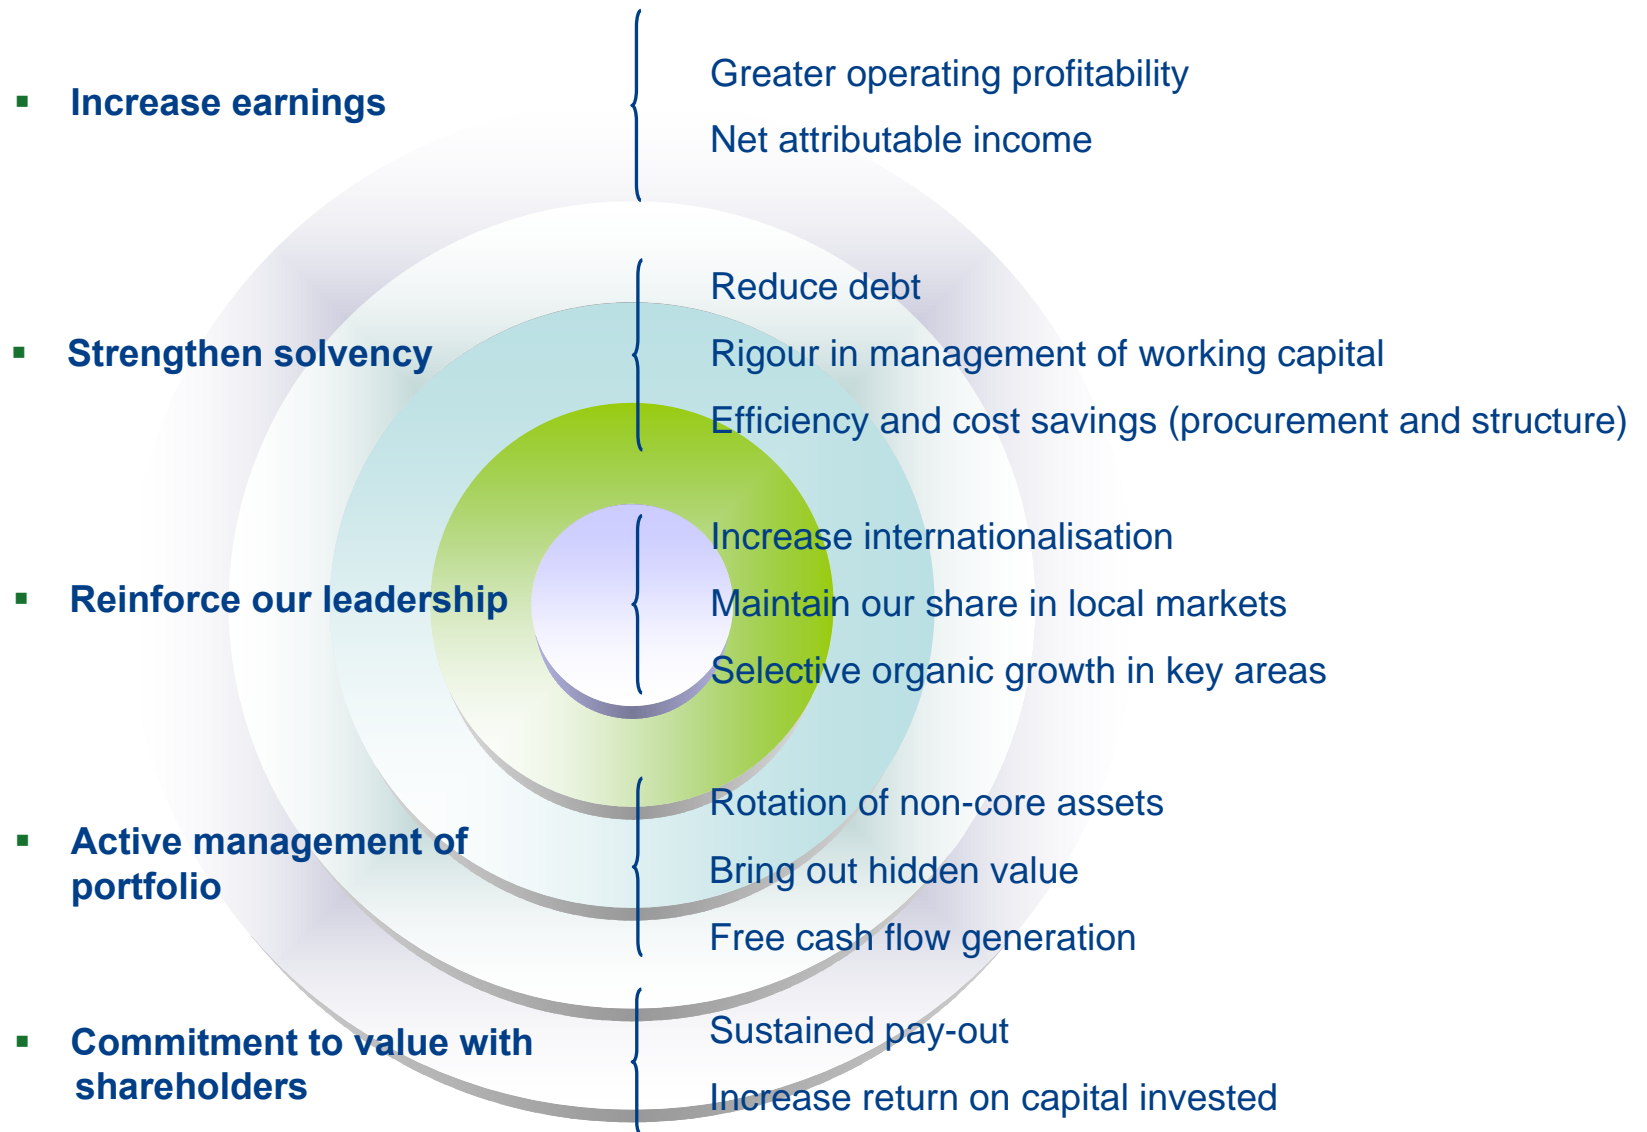 ▪ Increase earnings
Greater operating profitability
Net attributable income
▪ Strengthen solvency
Reduce debt
Rigour in management of working capital
Efficiency and cost savings (procurement and structure)
▪ Reinforce our leadership
Increase internationalisation
Maintain our share in local markets
Selective organic growth in key areas
▪ Active management of
portfolio
Rotation of non-core assets
Bring out hidden value
Free cash flow generation
▪ Commitment to value with
shareholders
Sustained pay-out
Increase return on capital invested